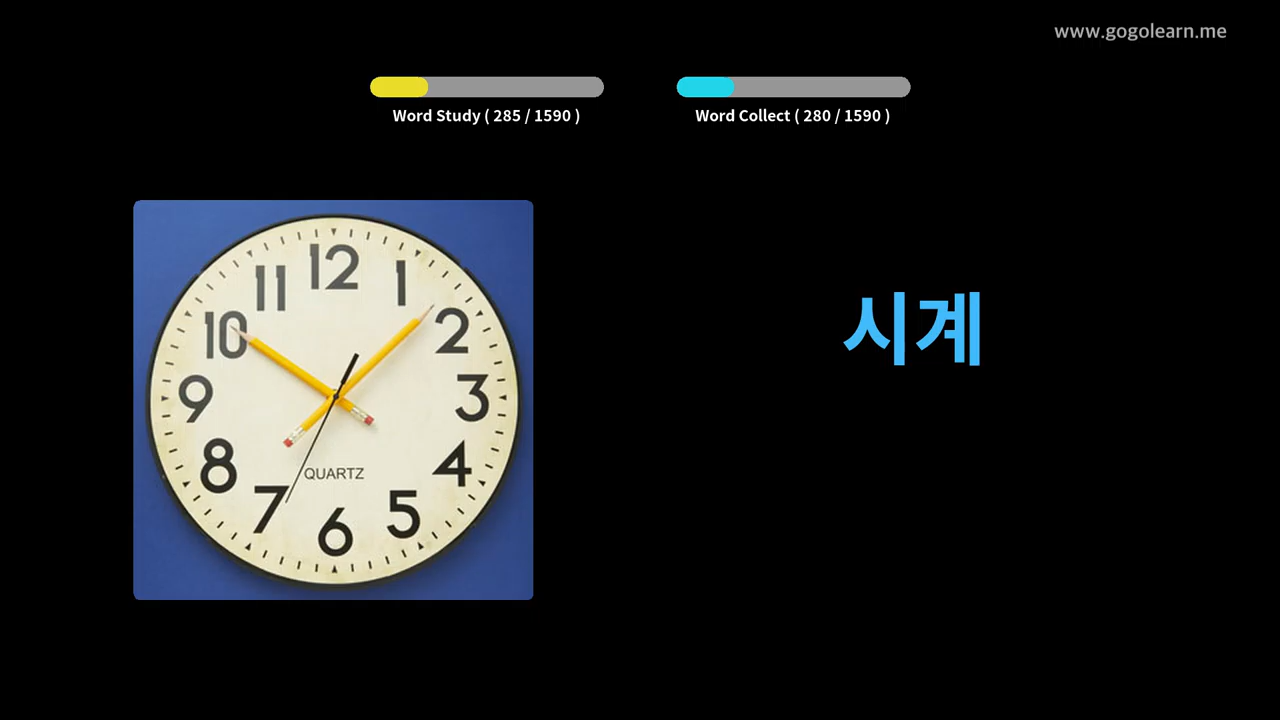 www.gogolearn.me
Word Study ( 285 / 1590 )
Word Collect ( 280 / 1590 )
12
11
1
10
2
9
3
8
4
QUARTZ
7
5
6
시계